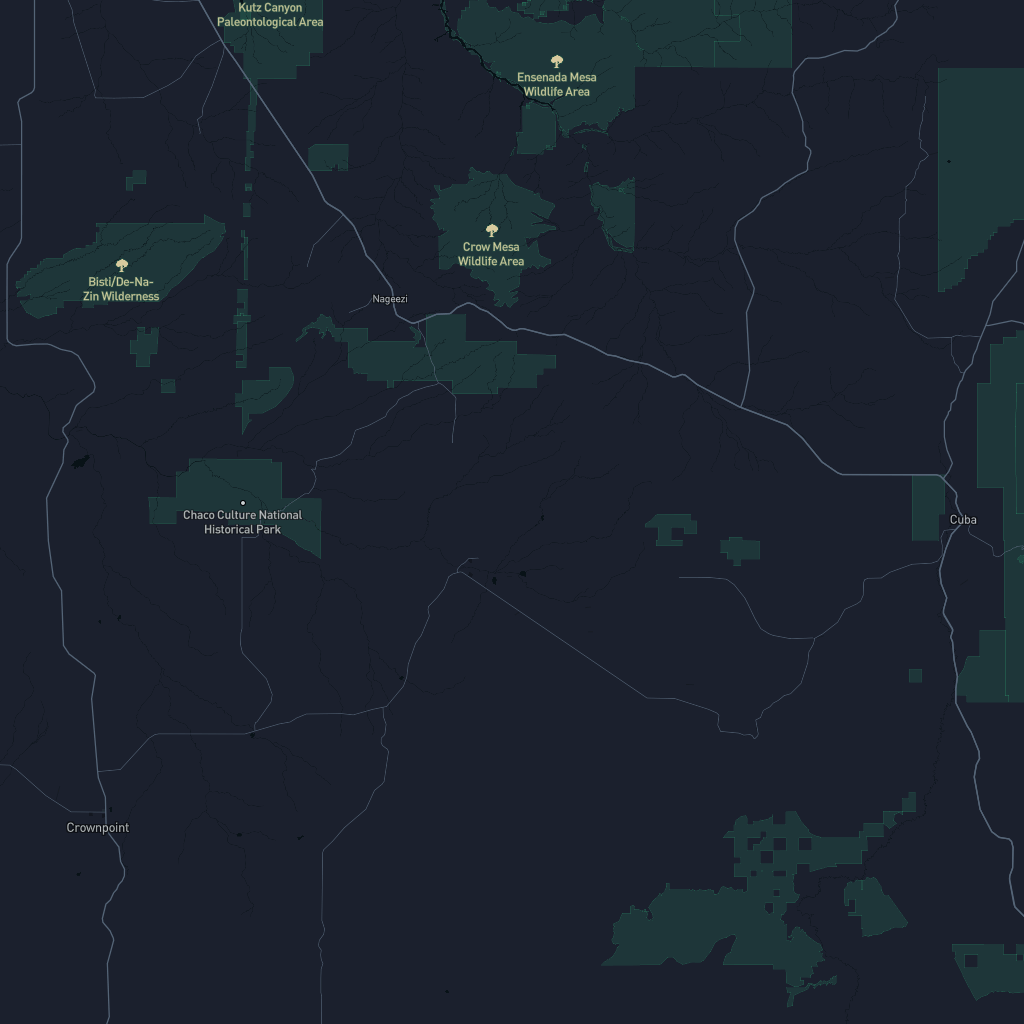 Kutz Canyon
Paleontological Area
Ensenada Mesa
Wildlife Area
Crow Mesa
Wildlife Area
Bisti/De-Na-
Zin Wilderness
Nageezi
Chaco Culture National
Historical Park
Cuba
Crownpoint